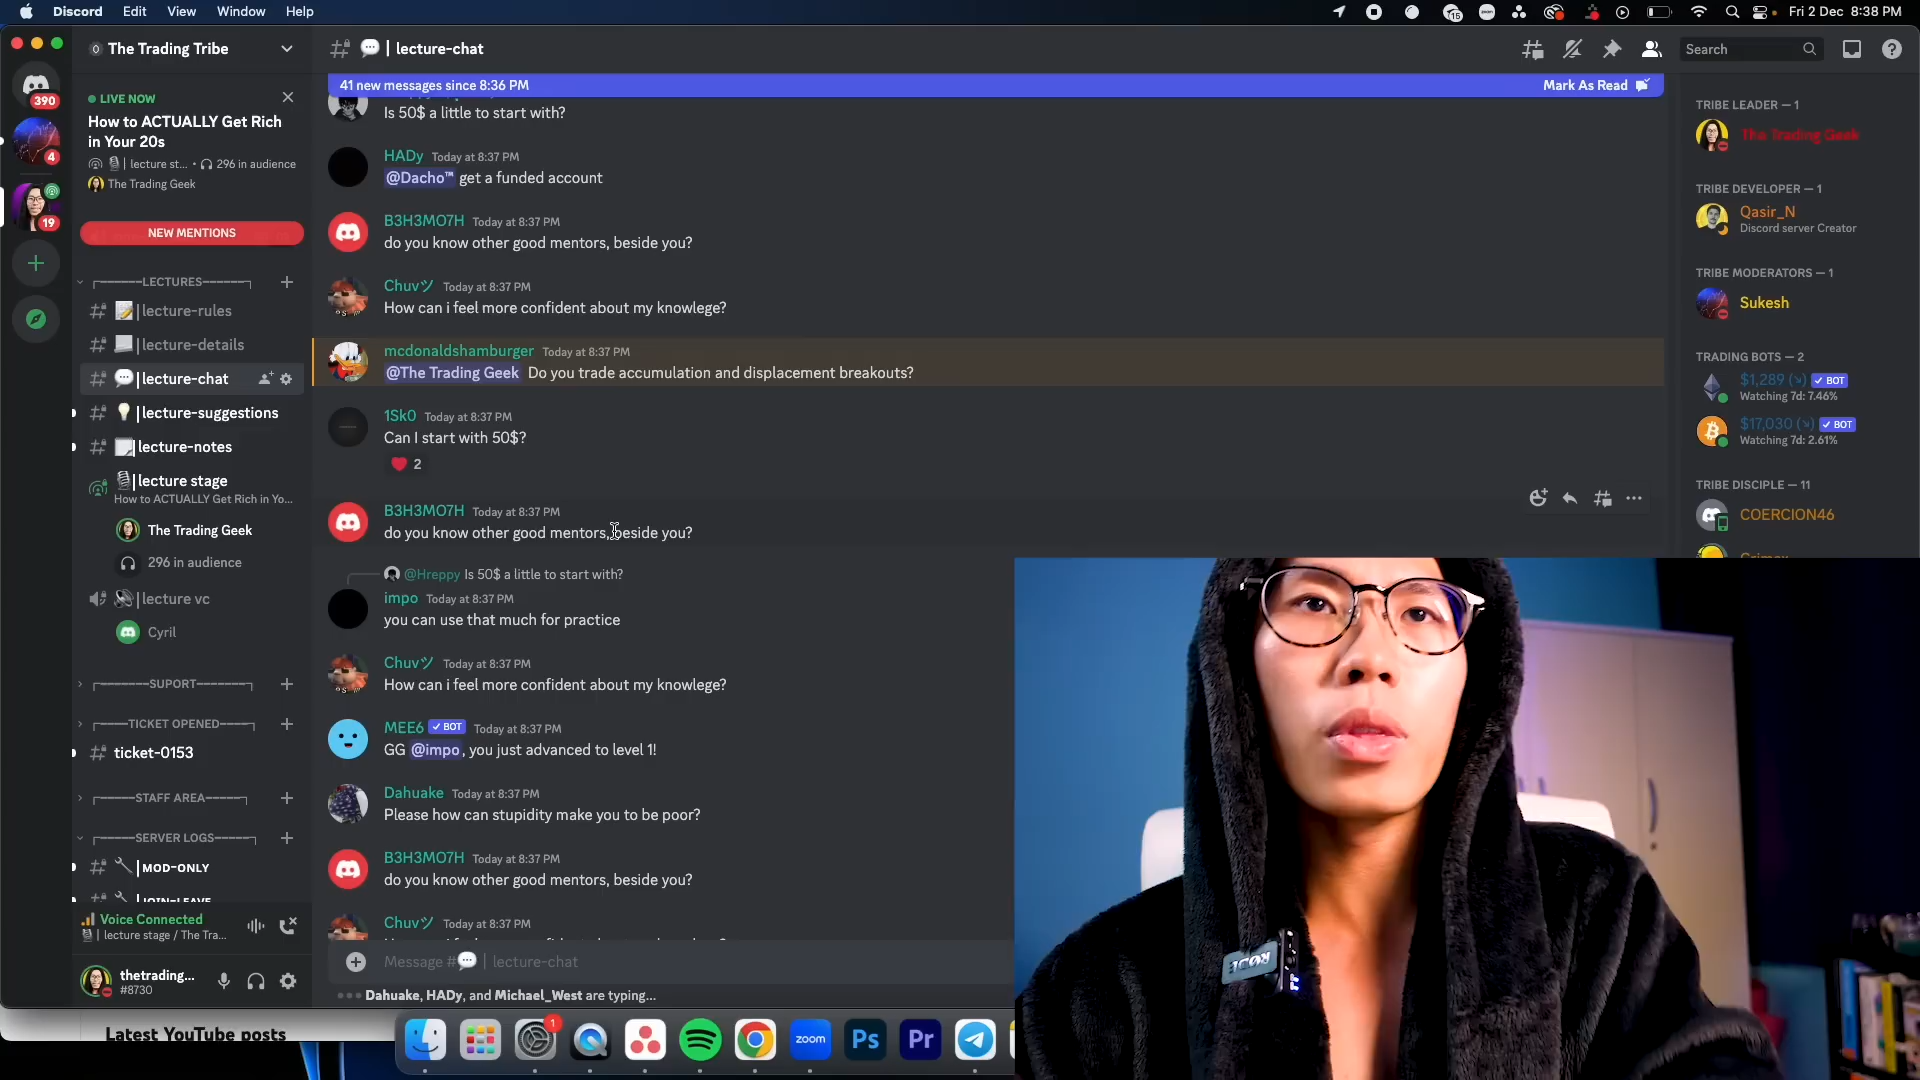 Discord Edit View Window Help
15
Fri 2 Dec 8:38 PM
The Trading Tribe
| lecture-chat
Search
390
4
19
LIVE NOW
How to ACTUALLY Get Rich
in Your 20s
| lecture st... • 296 in audience
The Trading Geek
NEW MENTIONS
LECTURES
# |lecture-rules
# |lecture-details
# |lecture-chat
# |lecture-suggestions
# |lecture-notes
|lecture stage
How to ACTUALLY Get Rich in Yo...
The Trading Geek
296 in audience
|lecture vc
Cyril
SUPORT
TICKET OPENED
# ticket-0153
STAFF AREA
SERVER LOGS
# |MOD-ONLY
# |JOIN-LEAVE
Voice Connected
| lecture stage / The Tra...
thetrading...
#8730
41 new messages since 8:36 PM
Mark As Read
Is 50$ a little to start with?
HADy Today at 8:37 PM
@Dacho™ get a funded account
B3H3MO7H Today at 8:37 PM
do you know other good mentors, beside you?
Chuvツ Today at 8:37 PM
How can i feel more confident about my knowlege?
mcdonaldshamburger Today at 8:37 PM
@The Trading Geek Do you trade accumulation and displacement breakouts?
1Sk0 Today at 8:37 PM
Can I start with 50$?
2
B3H3MO7H Today at 8:37 PM
do you know other good mentors, beside you?
@Hreppy Is 50$ a little to start with?
impo Today at 8:37 PM
you can use that much for practice
Chuvツ Today at 8:37 PM
How can i feel more confident about my knowlege?
MEE6 BOT Today at 8:37 PM
GG @impo, you just advanced to level 1!
Dahuake Today at 8:37 PM
Please how can stupidity make you to be poor?
B3H3MO7H Today at 8:37 PM
do you know other good mentors, beside you?
Chuvツ Today at 8:37 PM
Message # | lecture-chat
Dahuake, HADy, and Michael_West are typing...
TRIBE LEADER — 1
The Trading Geek
TRIBE DEVELOPER — 1
Qasir_N
Discord server Creator
TRIBE MODERATORS — 1
Sukesh
TRADING BOTS — 2
$1,289 (↘) BOT
Watching 7d: 7.46%
$17,030 (↘) BOT
Watching 7d: 2.61%
TRIBE DISCIPLE — 11
COERCION46
Latest YouTube posts
1
zoom
Ps
Pr
RØDE